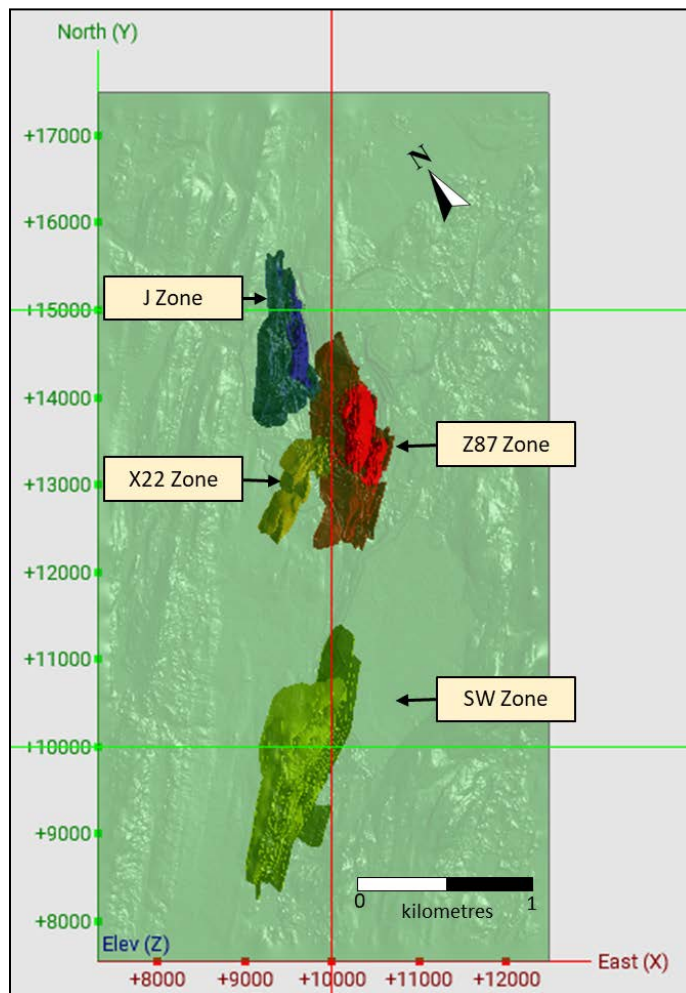 North (Y)
+17000
N
+16000
J Zone
+15000
+14000
Z87 Zone
X22 Zone
+13000
+12000
+11000
SW Zone
+10000
+9000
0 1
kilometres
+8000
Elev (Z)
East (X)
+8000 +9000 +10000 +11000 +12000